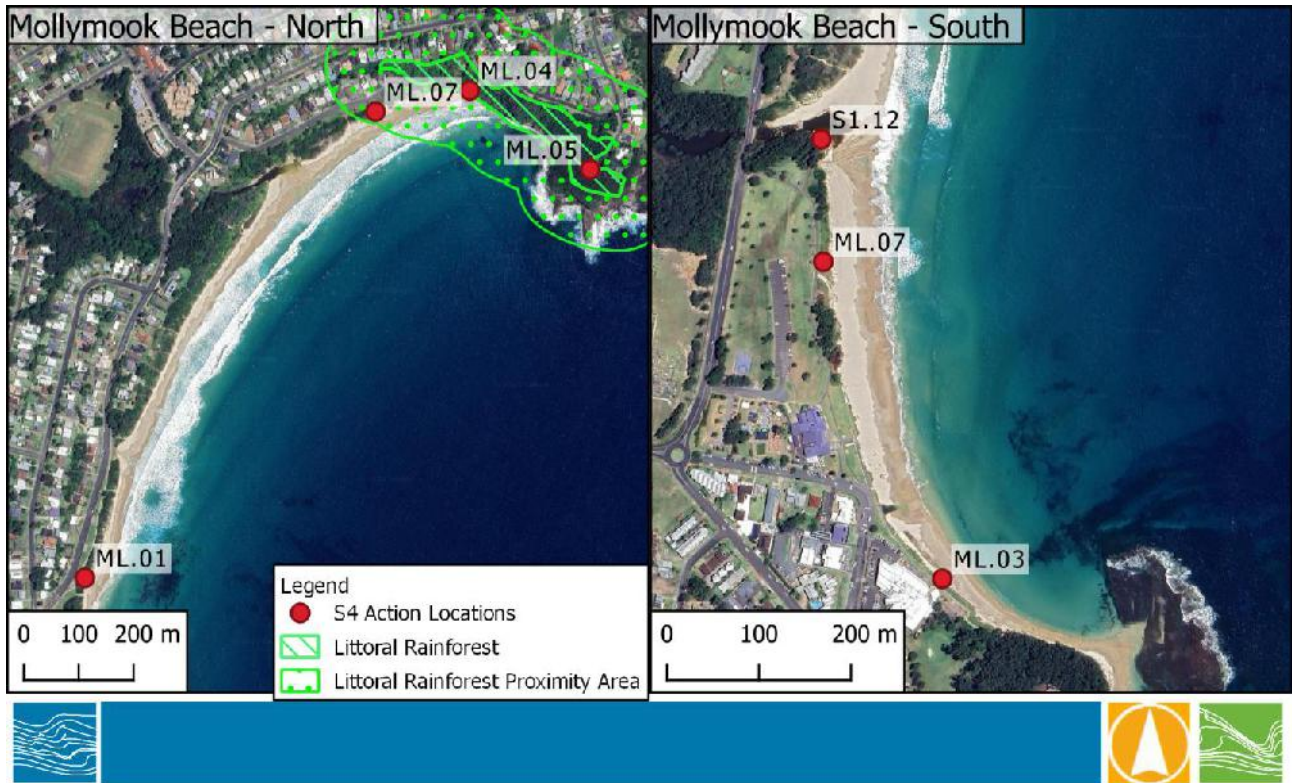 Mollymook Beach - North
ML.07
ML.04
ML.05
ML.01
0 100 200 m
Legend
S4 Action Locations
Littoral Rainforest
Littoral Rainforest Proximity Area
Mollymook Beach - South
S1.12
ML.07
ML.03
0 100 200 m